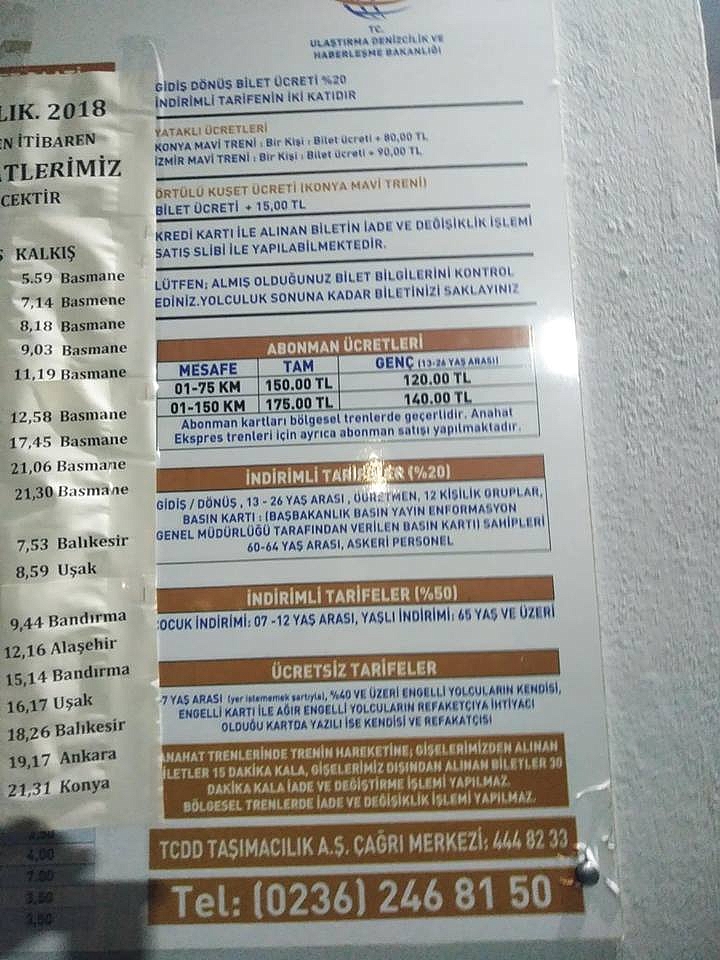 T.C.
ULAŞTIRMA DENİZCİLİK VE
HABERLEŞME BAKANLIĞI
GİDİŞ DÖNÜŞ BİLET ÜCRETİ %20
İNDİRİMLİ TARİFENİN İKİ KATIDIR
YATAKLI ÜCRETLERİ
KONYA MAVİ TRENİ : Bir Kişi : Bilet ücreti + 80,00 TL
İZMİR MAVİ TRENİ : Bir Kişi : Bilet ücreti + 90,00 TL
ÖRTÜLÜ KUŞET ÜCRETİ (KONYA MAVİ TRENİ)
BİLET ÜCRETİ + 15,00 TL
KREDİ KARTI İLE ALINAN BİLETİN İADE VE DEĞİŞİKLİK İŞLEMİ
SATIŞ SLİBİ İLE YAPILABİLMEKTEDİR.
LÜTFEN; ALMIŞ OLDUĞUNUZ BİLET BİLGİLERİNİ KONTROL
EDİNİZ.YOLCULUK SONUNA KADAR BİLETİNİZİ SAKLAYINIZ
ABONMAN ÜCRETLERİ
MESAFE TAM GENÇ (13-26 YAŞ ARASI)
01-75 KM 150.00 TL 120.00 TL
01-150 KM 175.00 TL 140.00 TL
Abonman kartları bölgesel trenlerde geçerlidir. Anahat
Ekspres trenleri için ayrıca abonman satışı yapılmaktadır.
İNDİRİMLİ TARİFELER (%20)
GİDİŞ / DÖNÜŞ , 13 - 26 YAŞ ARASI , ÖĞRETMEN, 12 KİŞİLİK GRUPLAR,
BASIN KARTI : (BAŞBAKANLIK BASIN YAYIN ENFORMASYON
GENEL MÜDÜRLÜĞÜ TARAFINDAN VERİLEN BASIN KARTI) SAHİPLERİ
60-64 YAŞ ARASI, ASKERİ PERSONEL
İNDİRİMLİ TARİFELER (%50)
OCUK İNDİRİMİ: 07 -12 YAŞ ARASI, YAŞLI İNDİRİMİ: 65 YAŞ VE ÜZERİ
ÜCRETSİZ TARİFELER
-7 YAŞ ARASI (yer istememek şartıyla), %40 VE ÜZERİ ENGELLİ YOLCULARIN KENDİSİ,
ENGELLİ KARTI İLE AĞIR ENGELLİ YOLCULARIN REFAKETÇIYA İHTİYACI
OLDUĞU KARTDA YAZILI İSE KENDİSİ VE REFAKATÇISI
ANAHAT TRENLERİNDE TRENİN HAREKETİNE; GİŞELERİMİZDEN ALINAN
İLETLER 15 DAKİKA KALA, GİŞELERİMİZ DIŞINDAN ALINAN BİLETLER 30
DAKİKA KALA İADE VE DEĞİŞTİRME İŞLEMİ YAPILMAZ.
BÖLGESEL TRENLERDE İADE VE DEĞİŞİKLİK İŞLEMİ YAPILMAZ.
TCDD TAŞIMACILIK A.Ş. ÇAĞRI MERKEZİ: 444 82 33
Tel: (0236) 246 81 50
LIK. 2018
EN İTİBAREN
TLERİMİZ
CEKTİR
Ş KALKIŞ
5.59 Basmane
7,14 Basmene
8,18 Basmane
9,03 Basmane
11,19 Basmane
12,58 Basmane
17,45 Basmane
21,06 Basmane
21,30 Basmane
7,53 Balıkesir
8,59 Uşak
9,44 Bandırma
12,16 Alaşehir
15,14 Bandırma
16,17 Uşak
18,26 Balıkesir
19,17 Ankara
21,31 Konya
4,00
7.00
3,50
3,50